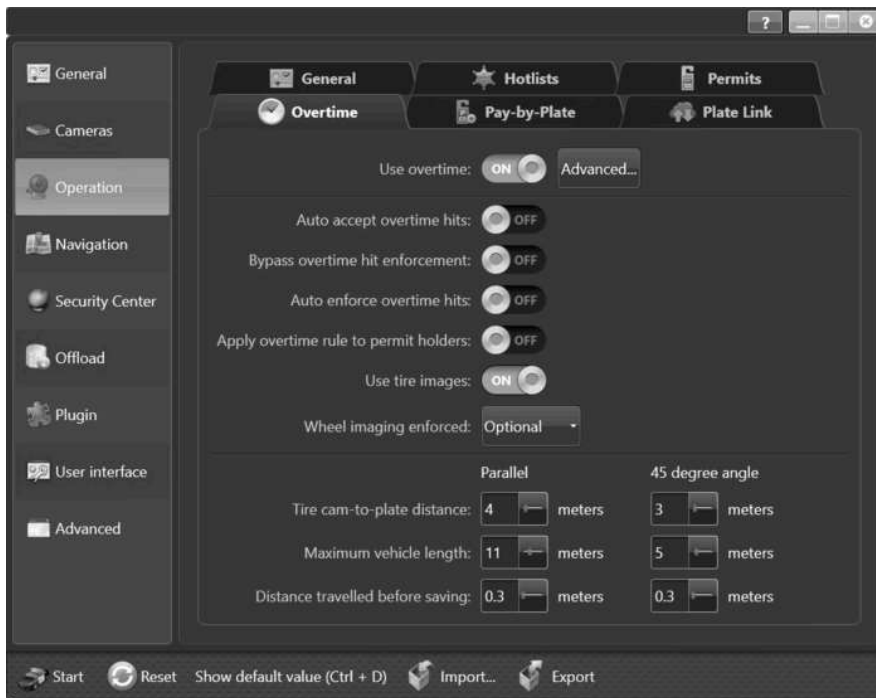 ?
General
Cameras
Operation
Navigation
Security Center
Offload
Plugin
User interface
Advanced
General Hotlists Permits
Overtime Pay-by-Plate Plate Link
Use overtime: ON Advanced...
Auto accept overtime hits: OFF
Bypass overtime hit enforcement: OFF
Auto enforce overtime hits: OFF
Apply overtime rule to permit holders: OFF
Use tire images: ON
Wheel imaging enforced: Optional
Parallel 45 degree angle
Tire cam-to-plate distance: 4 meters 3 meters
Maximum vehicle length: 11 meters 5 meters
Distance travelled before saving: 0.3 meters 0.3 meters
Start Reset Show default value (Ctrl + D) Import... Export